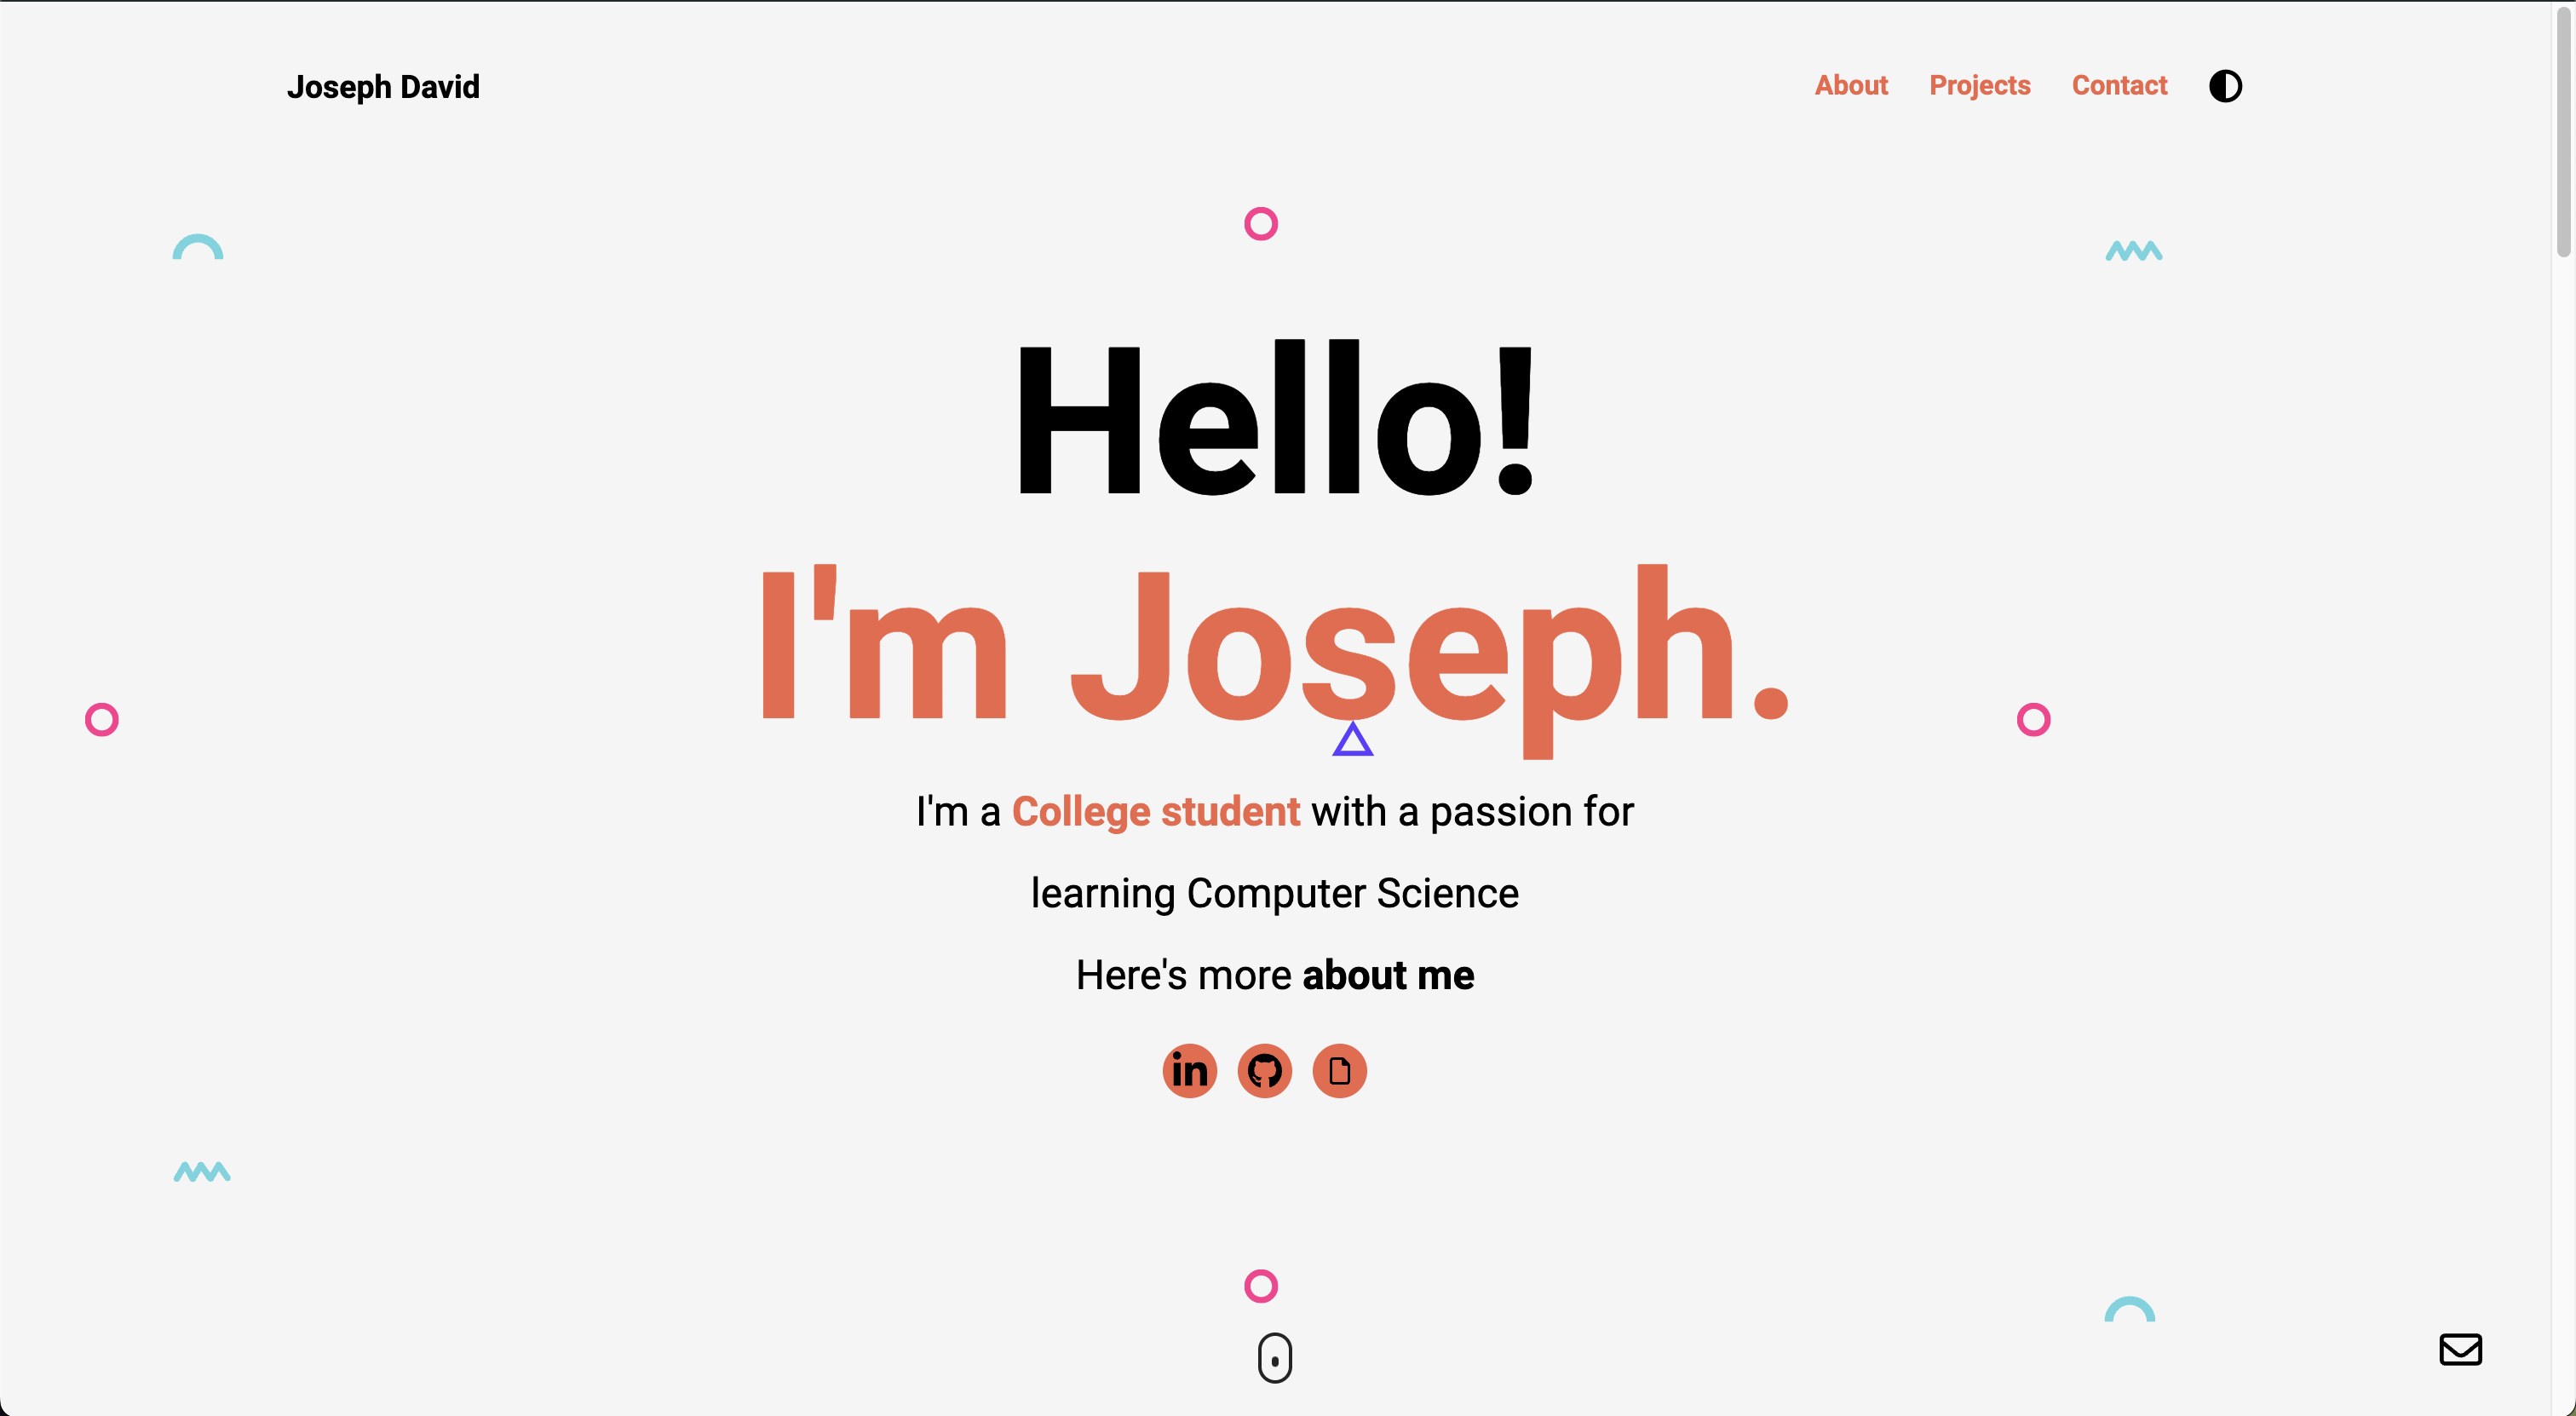 Joseph David
About Projects Contact
Hello!
I'm Joseph.
I'm a College student with a passion for
learning Computer Science
Here's more about me
in